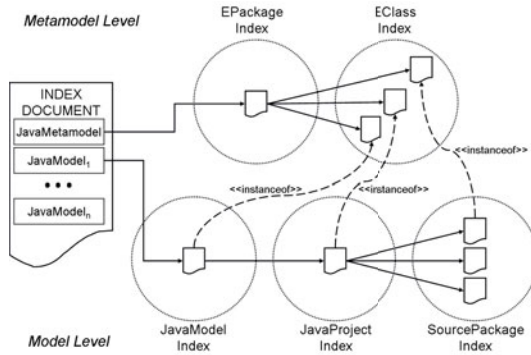 Metamodel Level
EPackage
Index
EClass
Index
INDEX
DOCUMENT
JavaMetamodel
JavaModel1
•••
JavaModeln
<<instanceof>>
<<instanceof>>
<<instanceof>>
JavaModel
Index
JavaProject
Index
SourcePackage
Index
Model Level